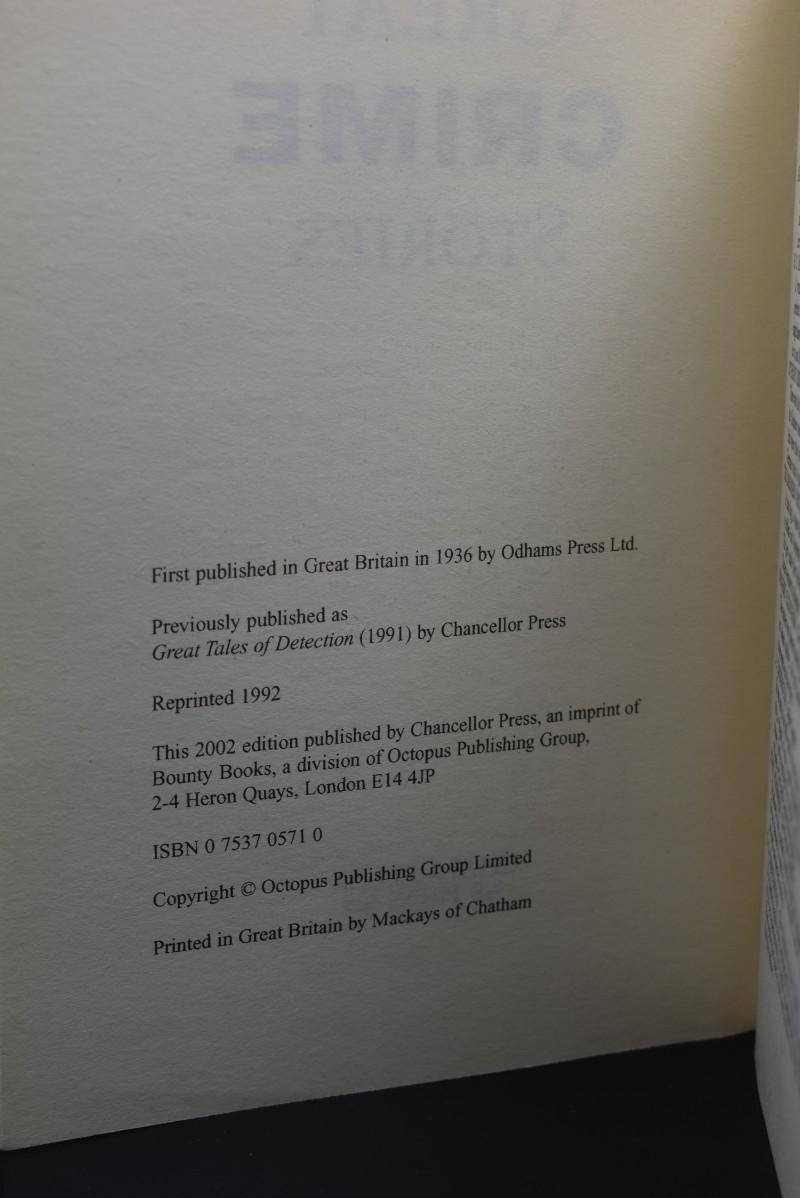 GREAT
CRIME
STORIES
First published in Great Britain in 1936 by Odhams Press Ltd.
Previously published as
Great Tales of Detection (1991) by Chancellor Press
Reprinted 1992
This 2002 edition published by Chancellor Press, an imprint of
Bounty Books, a division of Octopus Publishing Group,
2-4 Heron Quays, London E14 4JP
ISBN 0 7537 0571 0
Copyright © Octopus Publishing Group Limited
Printed in Great Britain by Mackays of Chatham